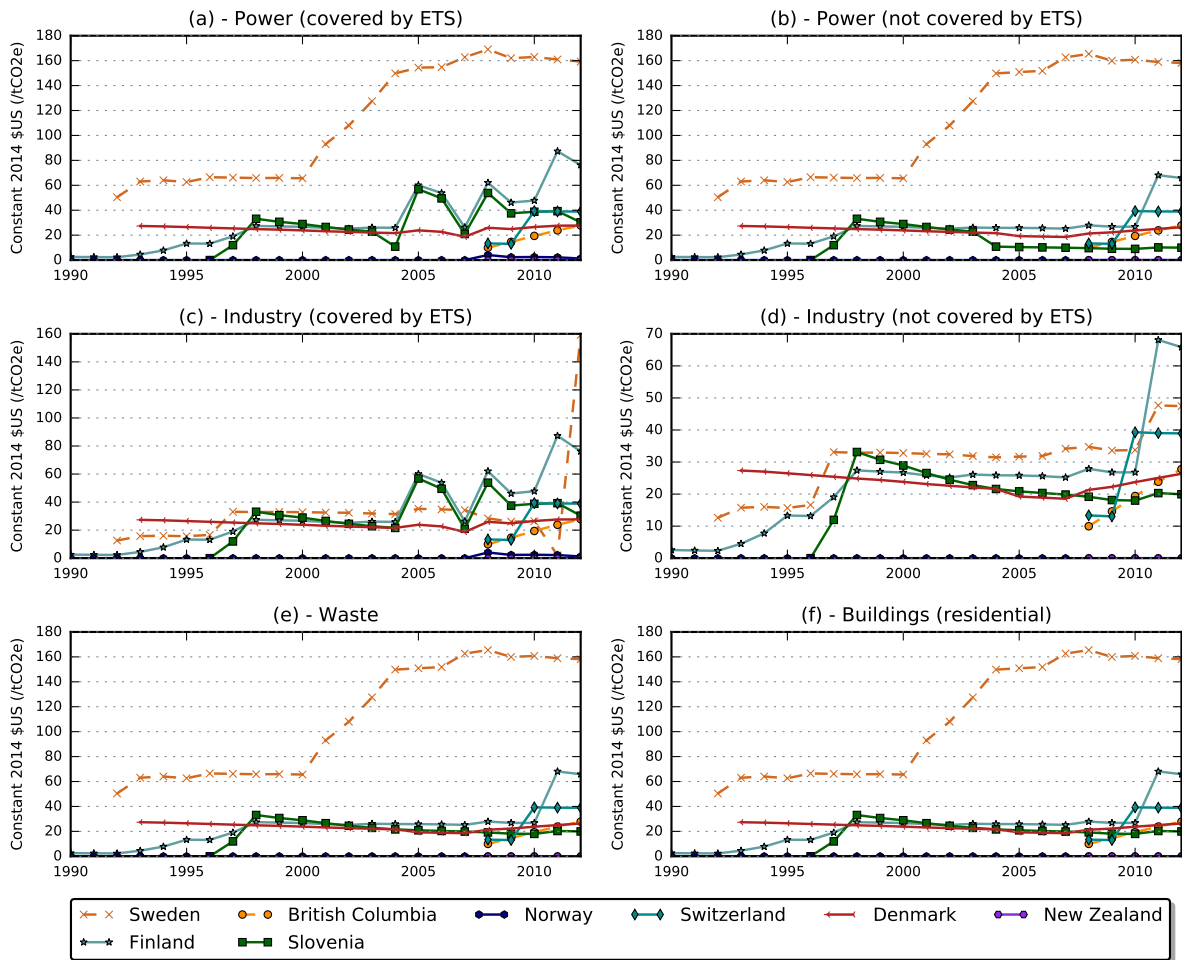 (a) - Power (covered by ETS)
Constant 2014 $US (/tCO2e)
180
160
140
120
100
80
60
40
20
0
1990 1995 2000 2005 2010
(b) - Power (not covered by ETS)
Constant 2014 $US (/tCO2e)
180
160
140
120
100
80
60
40
20
0
1990 1995 2000 2005 2010
(c) - Industry (covered by ETS)
Constant 2014 $US (/tCO2e)
160
140
120
100
80
60
40
20
0
1990 1995 2000 2005 2010
(d) - Industry (not covered by ETS)
Constant 2014 $US (/tCO2e)
70
60
50
40
30
20
10
0
1990 1995 2000 2005 2010
(e) - Waste
Constant 2014 $US (/tCO2e)
180
160
140
120
100
80
60
40
20
0
1990 1995 2000 2005 2010
(f) - Buildings (residential)
Constant 2014 $US (/tCO2e)
180
160
140
120
100
80
60
40
20
0
1990 1995 2000 2005 2010
Sweden British Columbia Norway Switzerland Denmark New Zealand
Finland Slovenia